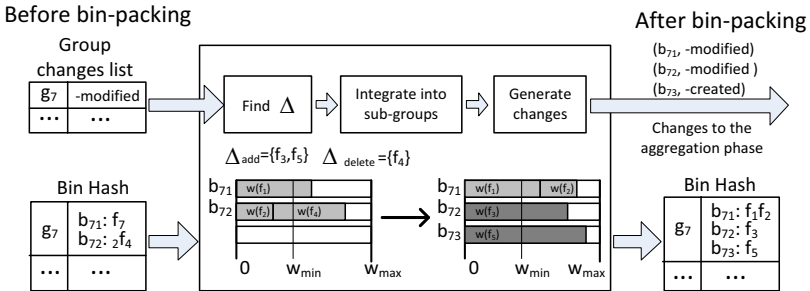 Before bin-packing
After bin-packing
Group
changes list
g7 -modified
... ...
Find Δ
Integrate into
sub-groups
Generate
changes
(b71, -modified)
(b72, -modified )
(b73, -created)
Changes to the
aggregation phase
Δadd={f3,f5} Δ delete={f4}
Bin Hash
g7
b71: f7
b72: 2f4
... ...
b71 w(f1)
b72 w(f2) w(f4)
0 wmin wmax
b71 w(f1) w(f2)
b72 w(f3)
b73 w(f5)
0 wmin wmax
Bin Hash
g7
b71: f1f2
b72: f3
b73: f5
... ...